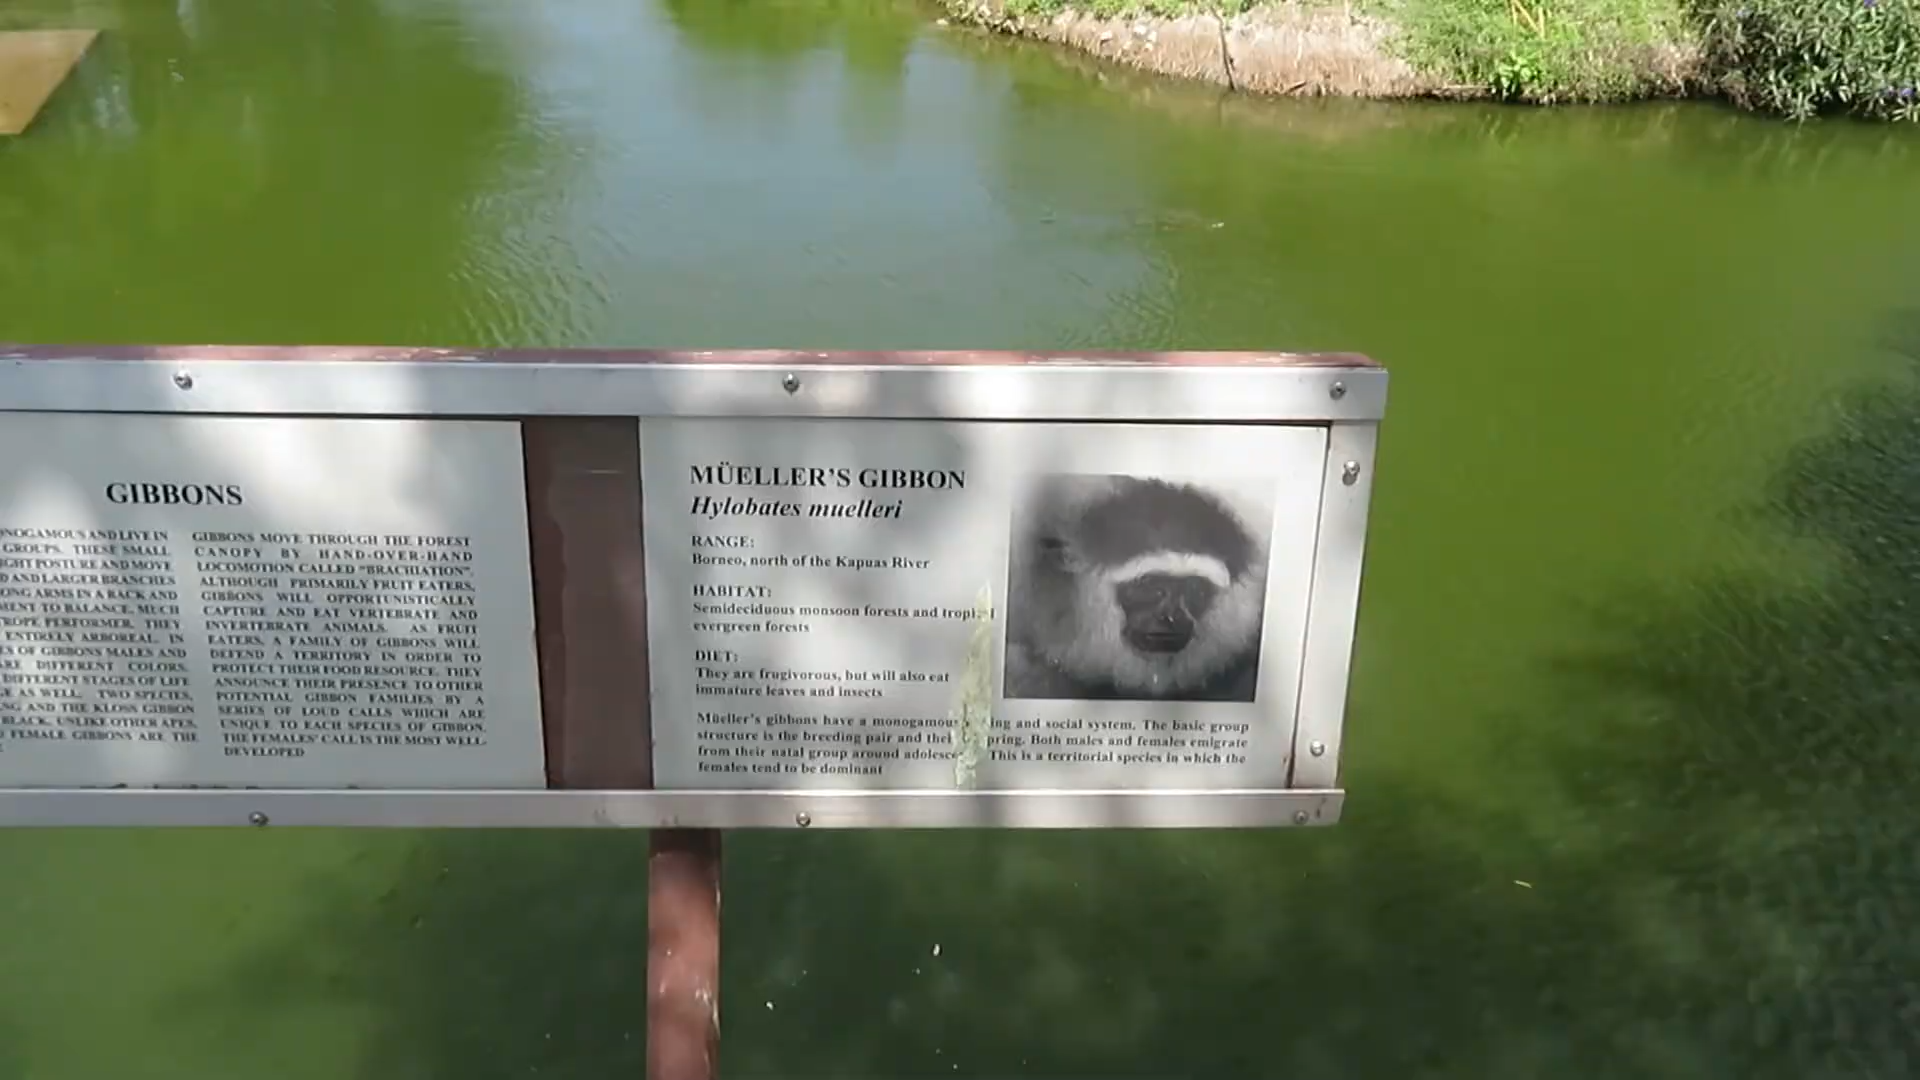 GIBBONS
NOGAMOUS AND LIVE IN
GROUPS. THESE SMALL
GHT POSTURE AND MOVE
D AND LARGER BRANCHES
ONG ARMS IN A BACK AND
MENT TO BALANCE, MUCH
TROPE PERFORMER. THEY
ENTIRELY ARBOREAL. IN
ES OF GIBBONS MALES AND
ARE DIFFERENT COLORS.
DIFFERENT STAGES OF LIFE
GE AS WELL. TWO SPECIES,
NG AND THE KLOSS GIBBON
BLACK. UNLIKE OTHER APES,
FEMALE GIBBONS ARE THE
GIBBONS MOVE THROUGH THE FOREST
CANOPY BY HAND-OVER-HAND
LOCOMOTION CALLED "BRACHIATION".
ALTHOUGH PRIMARILY FRUIT EATERS,
GIBBONS WILL OPPORTUNISTICALLY
CAPTURE AND EAT VERTEBRATE AND
INVERTEBRATE ANIMALS. AS FRUIT
EATERS, A FAMILY OF GIBBONS WILL
DEFEND A TERRITORY IN ORDER TO
PROTECT THEIR FOOD RESOURCE. THEY
ANNOUNCE THEIR PRESENCE TO OTHER
POTENTIAL GIBBON FAMILIES BY A
SERIES OF LOUD CALLS WHICH ARE
UNIQUE TO EACH SPECIES OF GIBBON.
THE FEMALES' CALL IS THE MOST WELL-
DEVELOPED
MÜELLER'S GIBBON
Hylobates muelleri
RANGE:
Borneo, north of the Kapuas River
HABITAT:
Semideciduous monsoon forests and tropi l
evergreen forests
DIET:
They are frugivorous, but will also eat
immature leaves and insects
Müeller's gibbons have a monogamous ing and social system. The basic group
structure is the breeding pair and thei pring. Both males and females emigrate
from their natal group around adolesce This is a territorial species in which the
females tend to be dominant